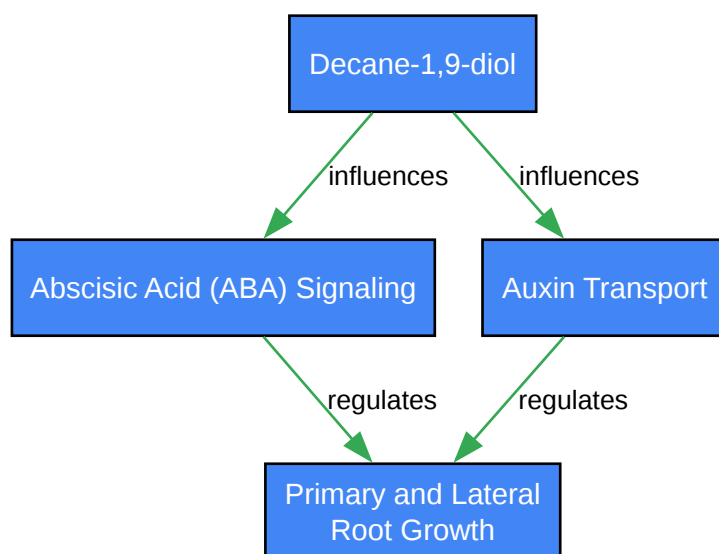 Decane-1,9-diol
influences
influences
Abscisic Acid (ABA) Signaling
Auxin Transport
regulates
regulates
Primary and Lateral
Root Growth